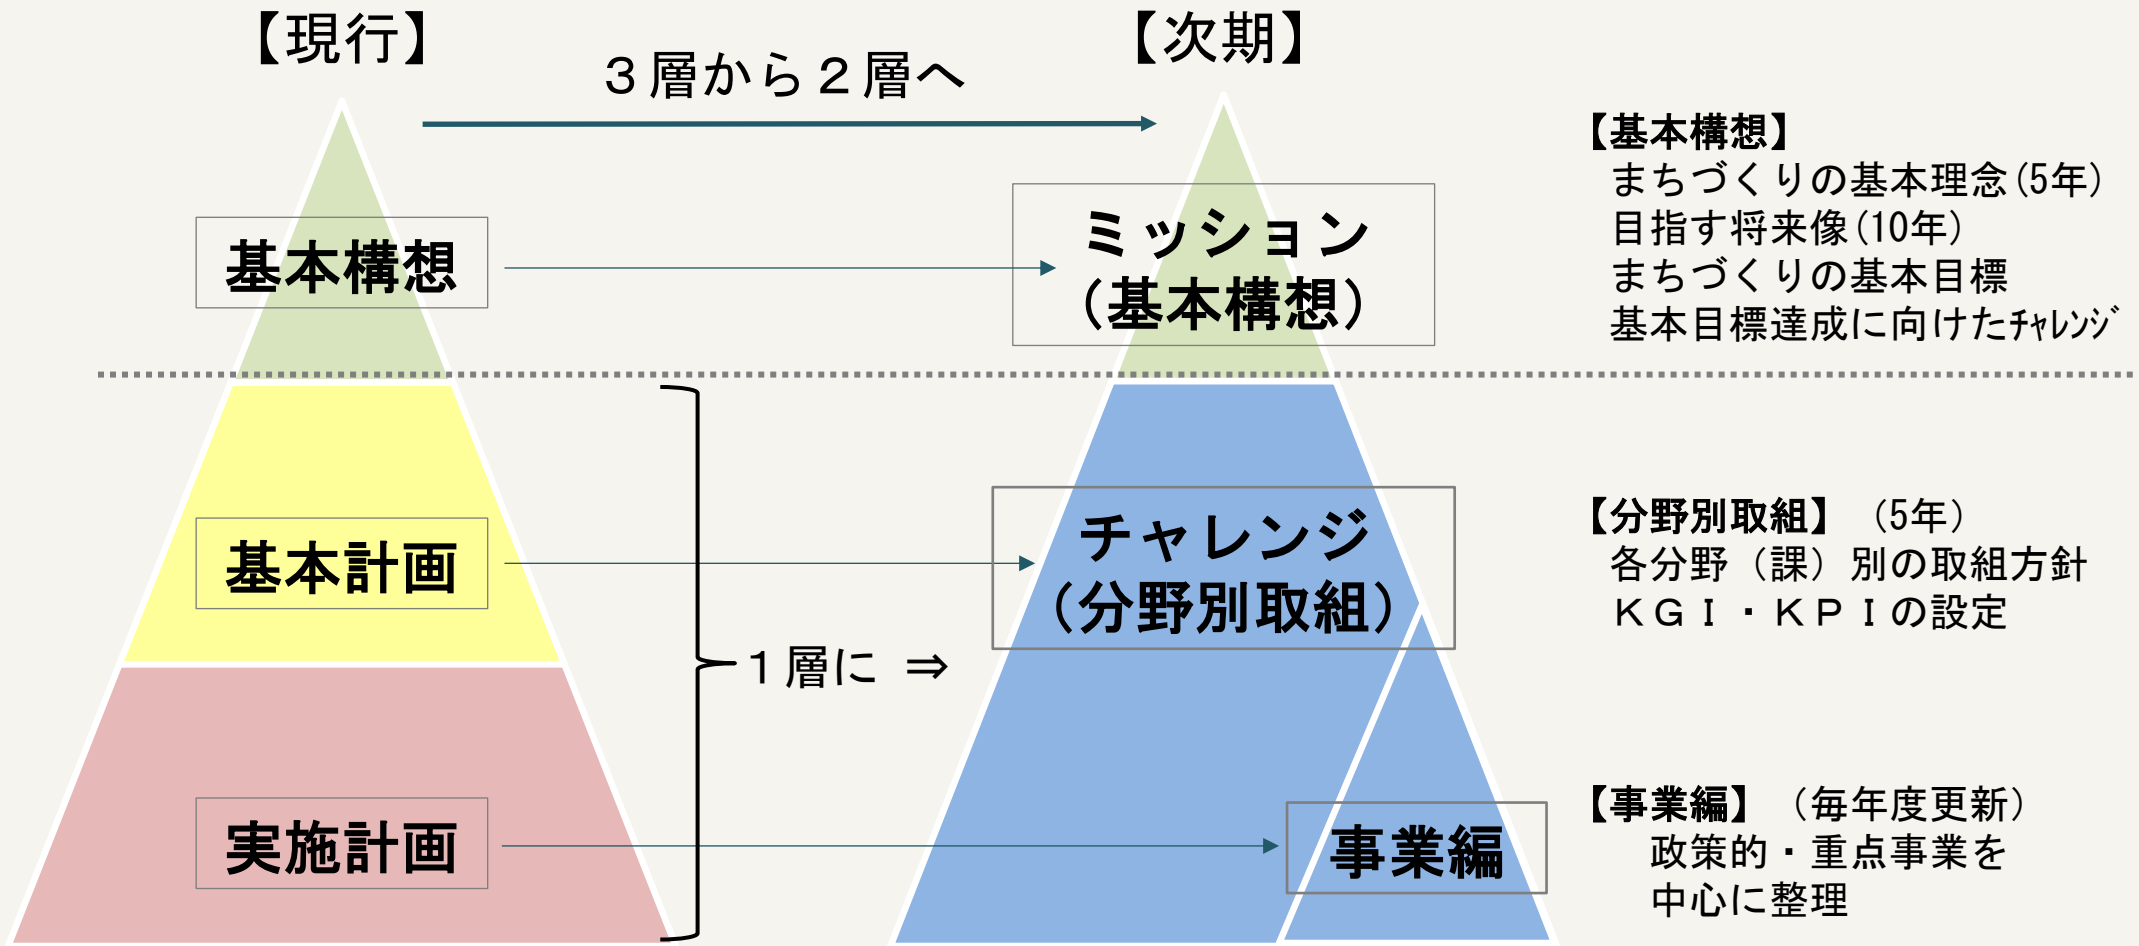 【現行】
３層から２層へ
【次期】
基本構想
ミッション
（基本構想）
【基本構想】
まちづくりの基本理念(5年)
目指す将来像(10年)
まちづくりの基本目標
基本目標達成に向けたﾁｬﾚﾝｼﾞ
基本計画
１層に ⇒
チャレンジ
（分野別取組）
【分野別取組】（5年）
各分野（課）別の取組方針
ＫＧＩ・ＫＰＩの設定
実施計画
事業編
【事業編】（毎年度更新）
政策的・重点事業を
中心に整理